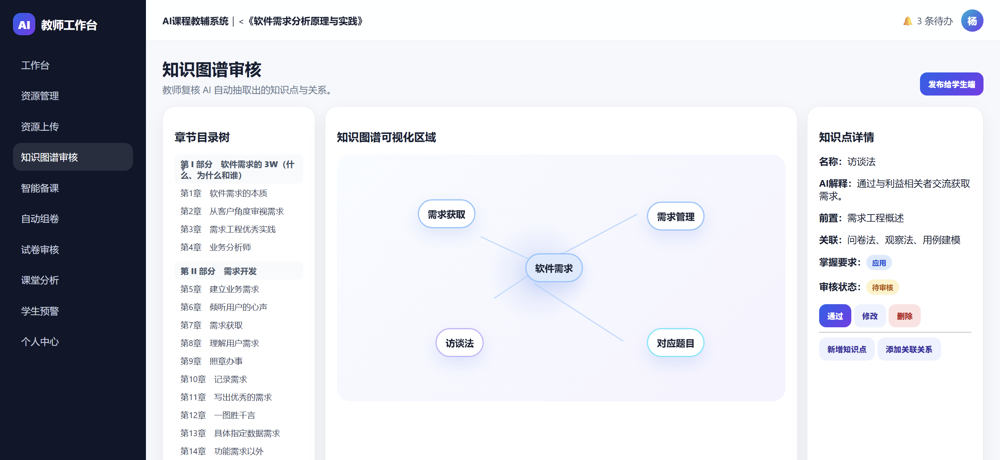 AI 教师工作台
工作台
资源管理
资源上传
知识图谱审核
智能备课
自动组卷
试卷审核
课堂分析
学生预警
个人中心
AI课程教辅系统 | <《软件需求分析原理与实践》
3 条待办
杨
知识图谱审核
教师复核 AI 自动抽取出的知识点与关系。
发布给学生端
章节目录树
第 I 部分 软件需求的 3W（什
么、为什么和谁）
第1章 软件需求的本质
第2章 从客户角度审视需求
第3章 需求工程优秀实践
第4章 业务分析师
第 II 部分 需求开发
第5章 建立业务需求
第6章 倾听用户的心声
第7章 需求获取
第8章 理解用户需求
第9章 照章办事
第10章 记录需求
第11章 写出优秀的需求
第12章 一图胜千言
第13章 具体指定数据需求
第14章 功能需求以外
知识图谱可视化区域
需求获取
需求管理
软件需求
访谈法
对应题目
知识点详情
名称：访谈法
AI解释：通过与利益相关者交流获取
需求。
前置：需求工程概述
关联：问卷法、观察法、用例建模
掌握要求：应用
审核状态：待审核
通过 修改 删除
新增知识点 添加关联关系